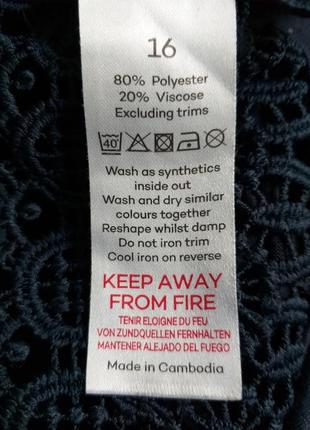 16
80% Polyester
20% Viscose
Excluding trims
40°
Wash as synthetics
inside out
Wash and dry similar
colours together
Reshape whilst damp
Do not iron trim
Cool iron on reverse
KEEP AWAY
FROM FIRE
TENIR ELOIGNE DU FEU
VON ZUNDQUELLEN FERNHALTEN
MANTENER ALEJADO DEL FUEGO
Made in Cambodia